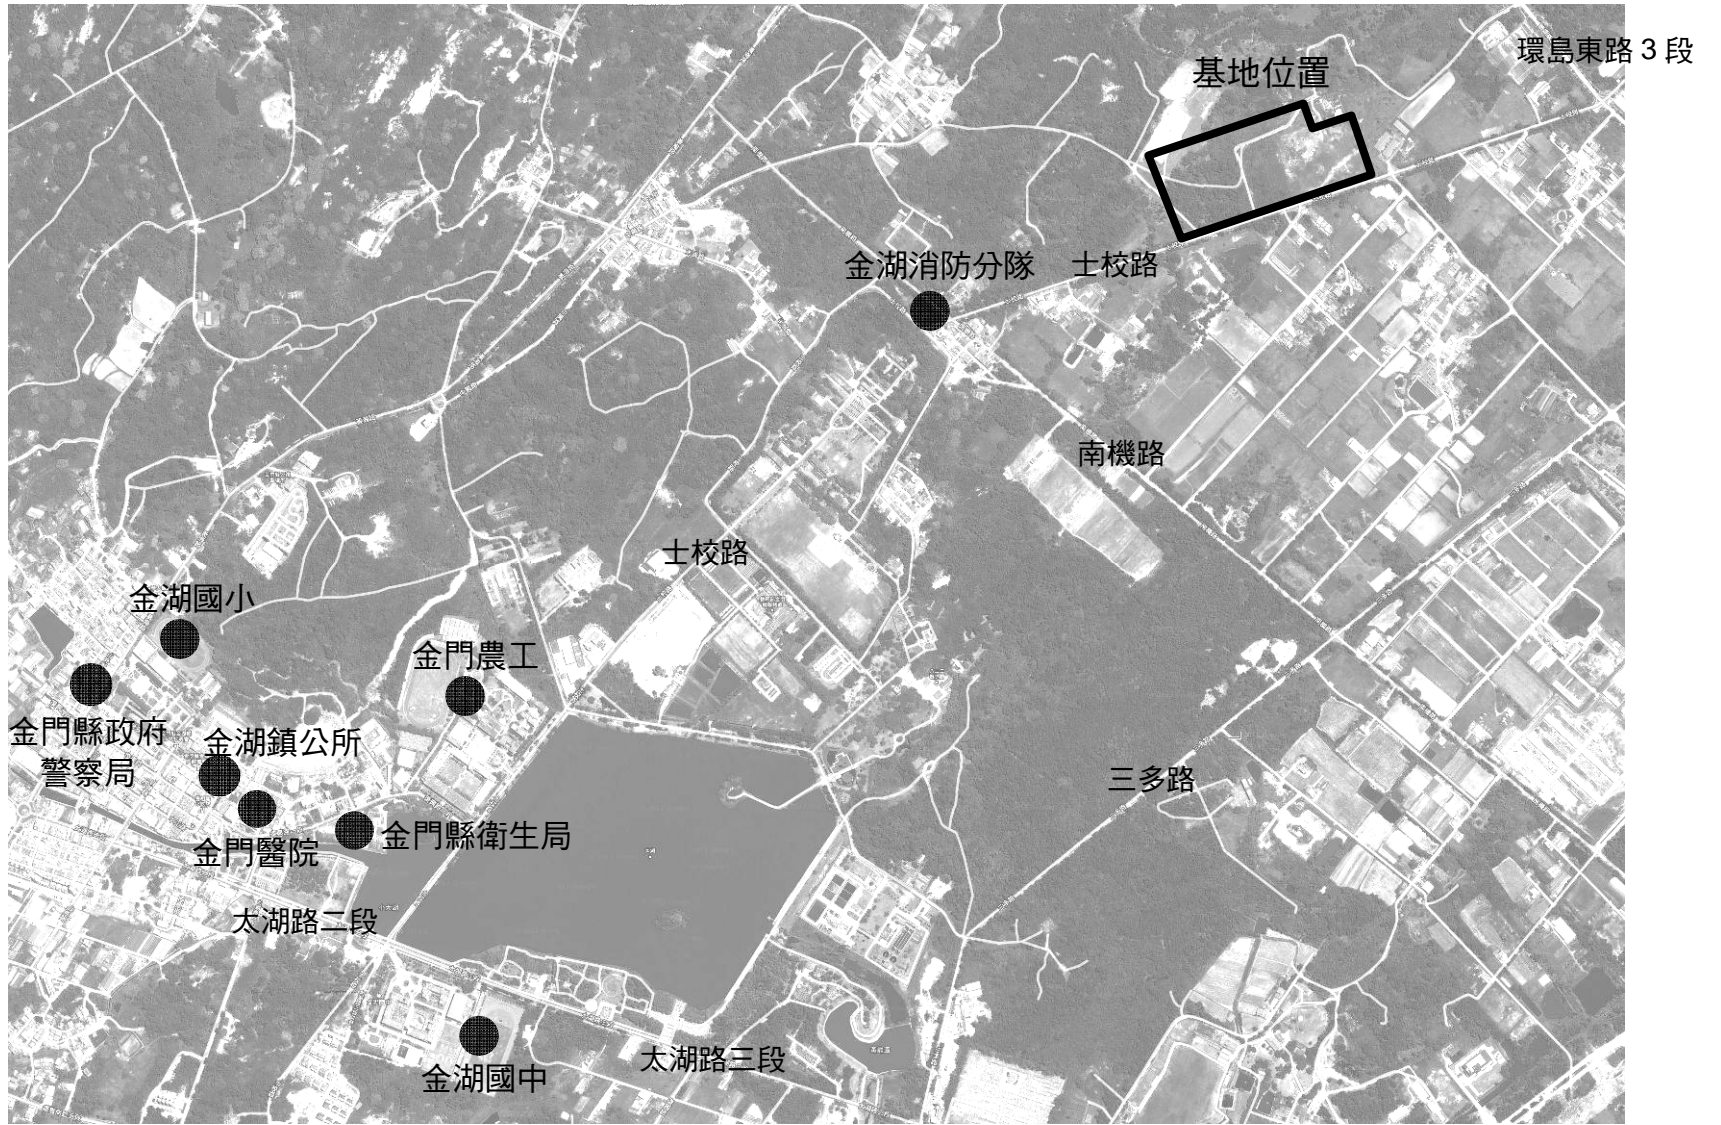 環島東路 3 段
基地位置
金湖消防分隊
士校路
南機路
士校路
金湖國小
金門農工
金門縣政府
警察局
金湖鎮公所
三多路
金門醫院
金門縣衛生局
太湖路二段
太湖路三段
金湖國中